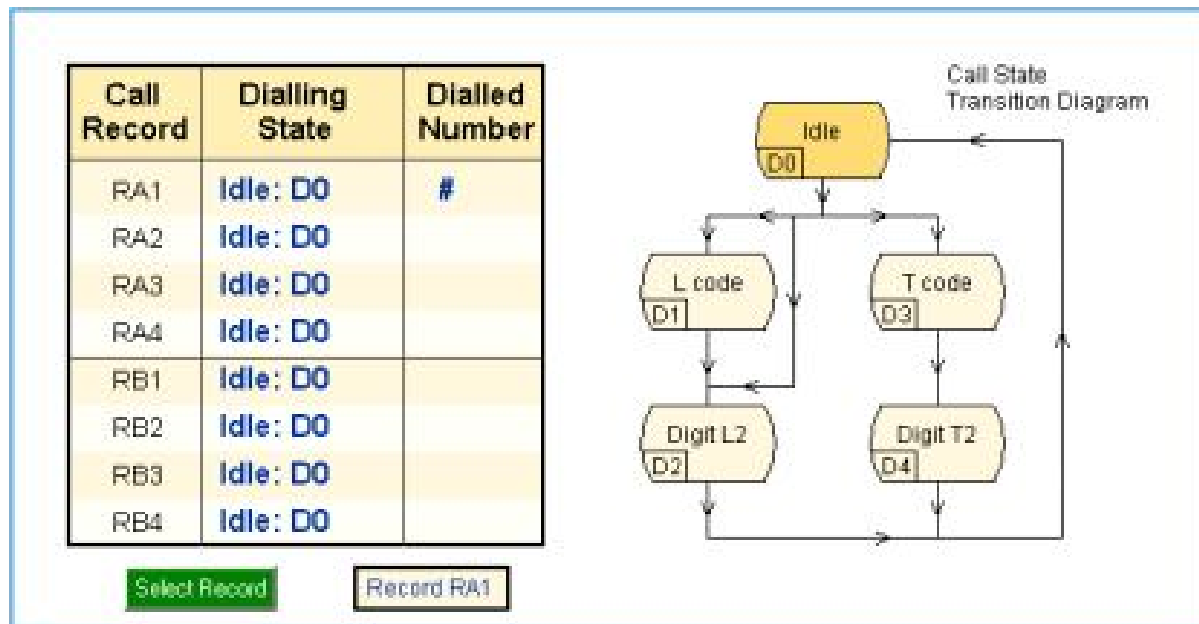 Call Record Dialling State Dialled Number
RA1 Idle: D0 #
RA2 Idle: D0
RA3 Idle: D0
RA4 Idle: D0
RB1 Idle: D0
RB2 Idle: D0
RB3 Idle: D0
RB4 Idle: D0
Select Record Record RA1
Call State
Transition Diagram
Idle
D0
L code
D1
T code
D3
Digit L2
D2
Digit T2
D4